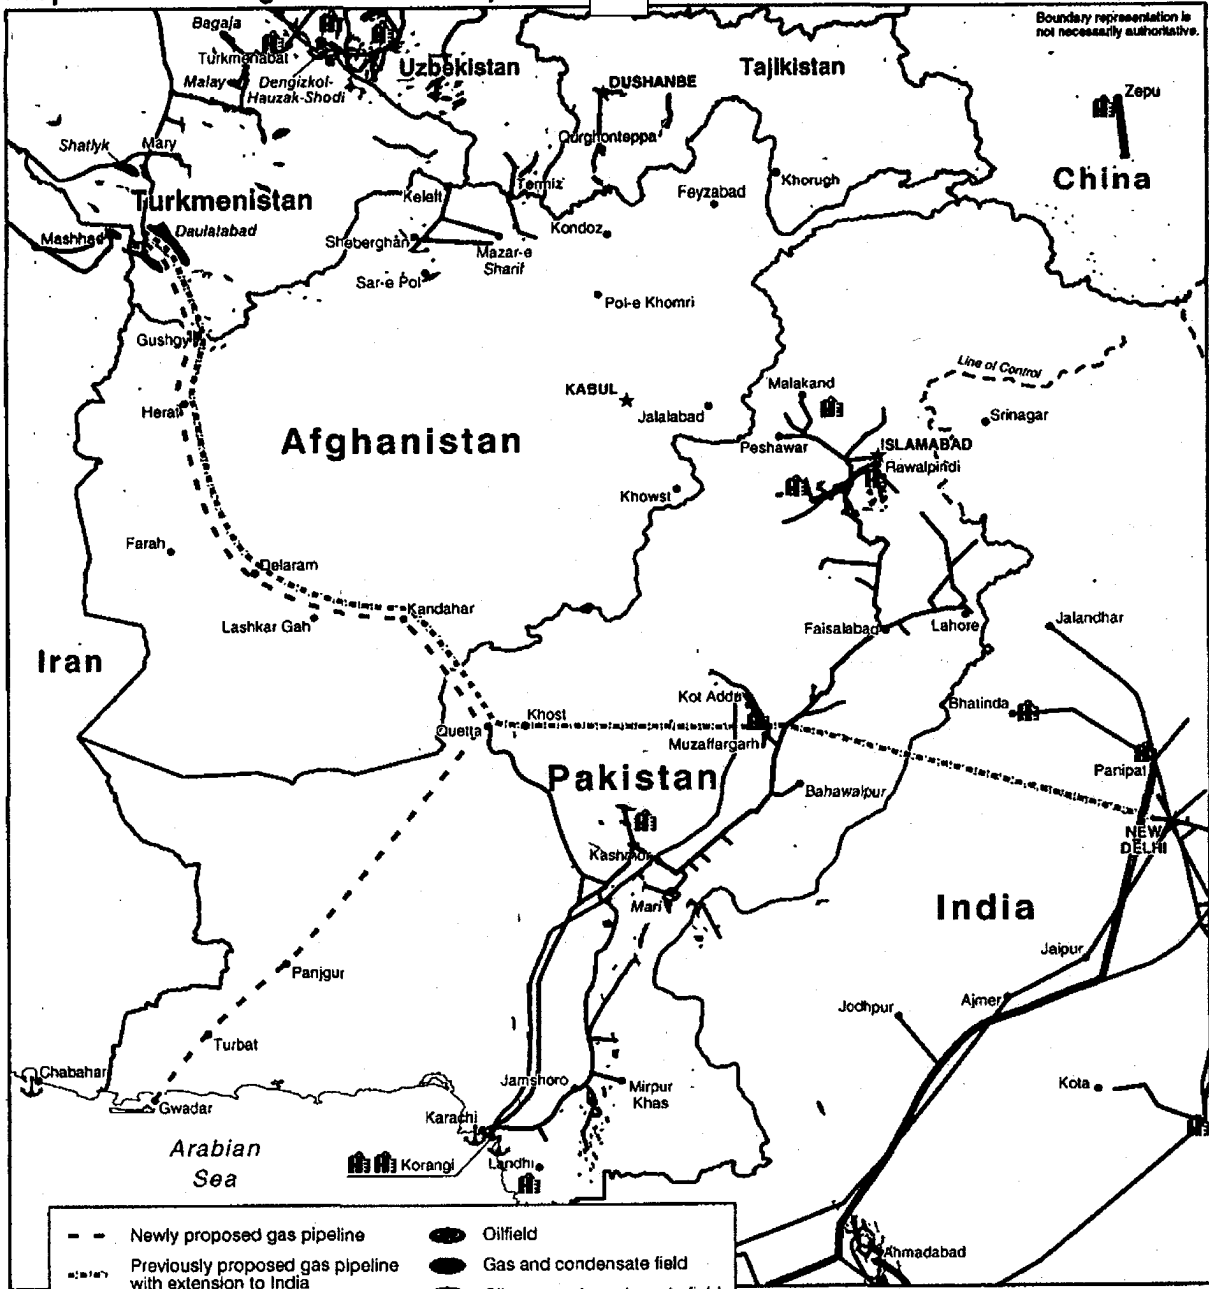 Boundary representation is
not necessarily authoritative.
Bagaja
Turkmenabat
Malay
Dengizkol-
Hauzak-Shodi
Uzbekistan
DUSHANBE
Tajikistan
Zepu
China
Shatlyk
Mary
Qurghonteppa
Turkmenistan
Keleft
Termiz
Feyzabad
Khorugh
Mashhad
Daulatabad
Sheberghan
Mazar-e
Sharif
Kondoz
Sar-e Pol
Pol-e Khomri
Gushgy
Line of Control
Herat
KABUL
Jalalabad
Malakand
Srinagar
Afghanistan
Peshawar
ISLAMABAD
Rawalpindi
Khowst
Farah
Delaram
Kandahar
Lashkar Gah
Faisalabad
Lahore
Jalandhar
Iran
Kot Addu
Bhatinda
Quetta
Khost
Muzaffargarh
Panipat
Pakistan
Bahawalpur
NEW
DELHI
Kashmor
Mari
India
Jaipur
Panjgur
Ajmer
Jodhpur
Turbat
Chabahar
Gwadar
Jamshoro
Mirpur
Khas
Kota
Karachi
Arabian
Sea
Korangi
Landhi
Ahmadabad
Newly proposed gas pipeline
Oilfield
Previously proposed gas pipeline
with extension to India
Gas and condensate field